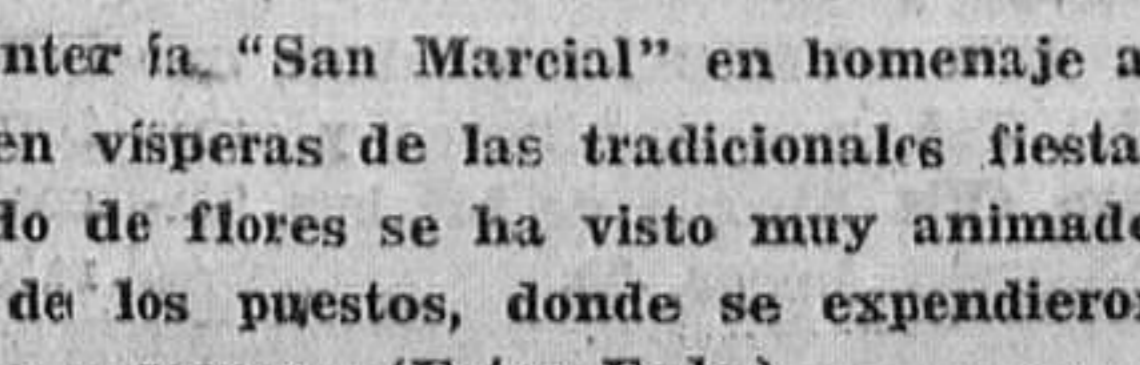 nter ía "San Marcial" en homenaje a
en vísperas de las tradicionales fiesta
do de flores se ha visto muy animado
de los puestos, donde se expendiero